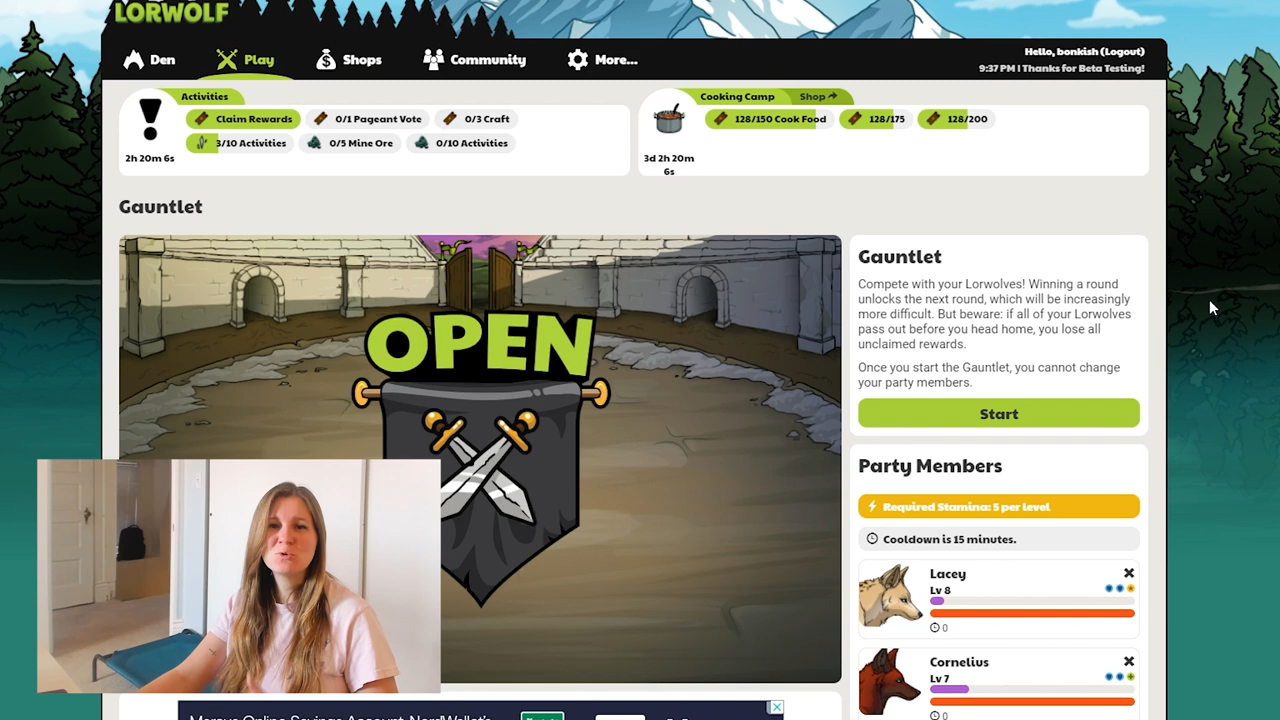 LORWOLF
Den
Play
Shops
Community
More...
Hello, bonkish (Logout)
9:37 PM | Thanks for Beta Testing!
Activities
Claim Rewards
0/1 Pageant Vote
0/3 Craft
3/10 Activities
0/5 Mine Ore
0/10 Activities
2h 20m 6s
Cooking Camp
Shop
128/150 Cook Food
128/175
128/200
3d 2h 20m
6s
Gauntlet
OPEN
Gauntlet
Compete with your Lorwolves! Winning a round
unlocks the next round, which will be increasingly
more difficult. But beware: if all of your Lorwolves
pass out before you head home, you lose all
unclaimed rewards.
Once you start the Gauntlet, you cannot change
your party members.
Start
Party Members
Required Stamina: 5 per level
Cooldown is 15 minutes.
Lacey
Lv 8
0
Cornelius
Lv 7
0